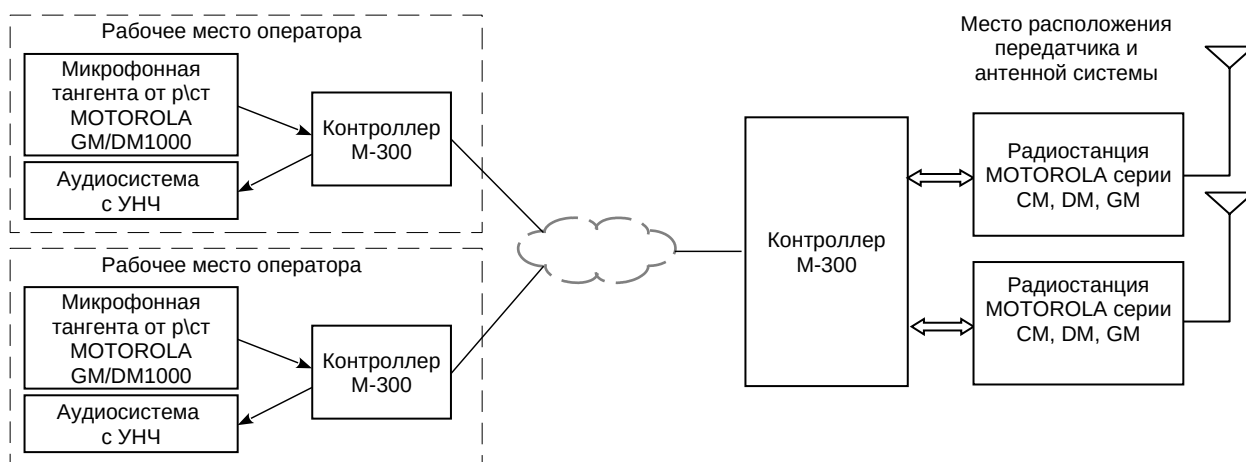 Рабочее место оператора
Микрофонная
тангента от р\ст
MOTOROLA
GM/DM1000
Аудиосистема
с УНЧ
Контроллер
М-300
Рабочее место оператора
Микрофонная
тангента от р\ст
MOTOROLA
GM/DM1000
Аудиосистема
с УНЧ
Контроллер
М-300
Контроллер
М-300
Место расположения
передатчика и
антенной системы
Радиостанция
MOTOROLA серии
CM, DM, GM
Радиостанция
MOTOROLA серии
CM, DM, GM